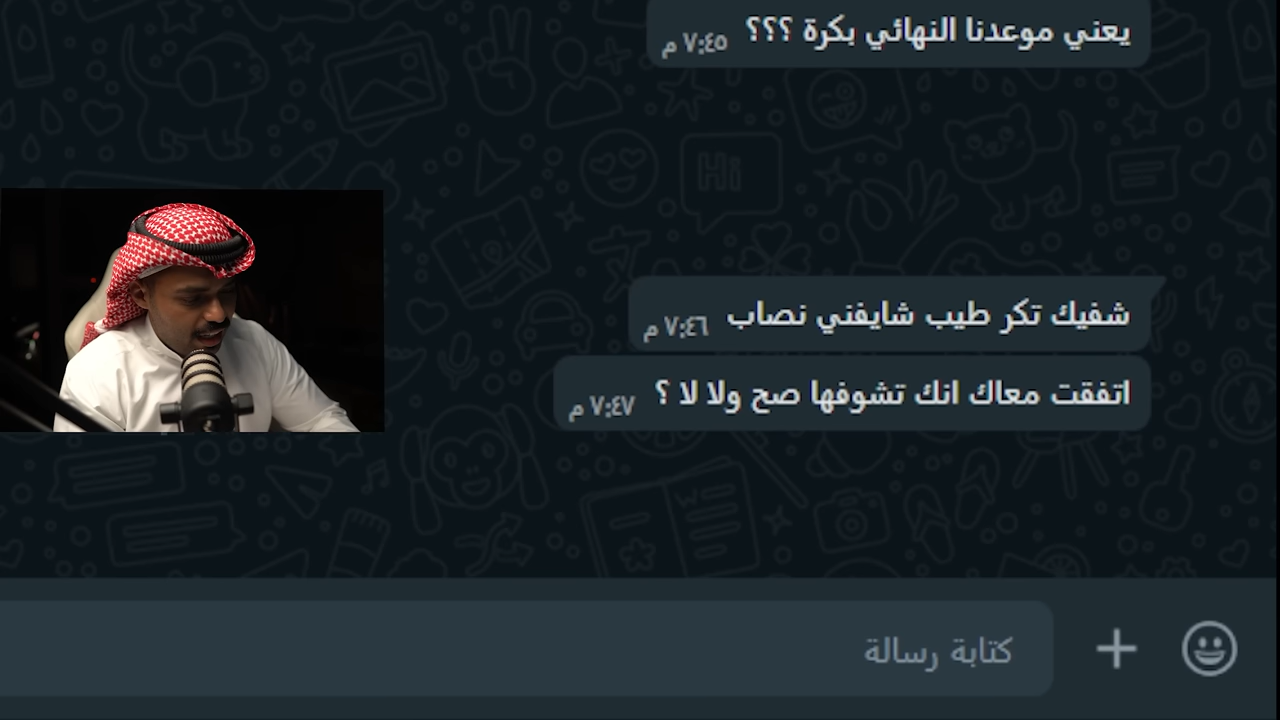 يعني موعدنا النهائي بكرة ؟؟؟ ٧:٤٥ م
Hi
شفيك تكر طيب شايفني نصاب ٧:٤٦ م
اتفقت معاك انك تشوفها صح ولا لا ؟ ٧:٤٧ م
كتابة رسالة